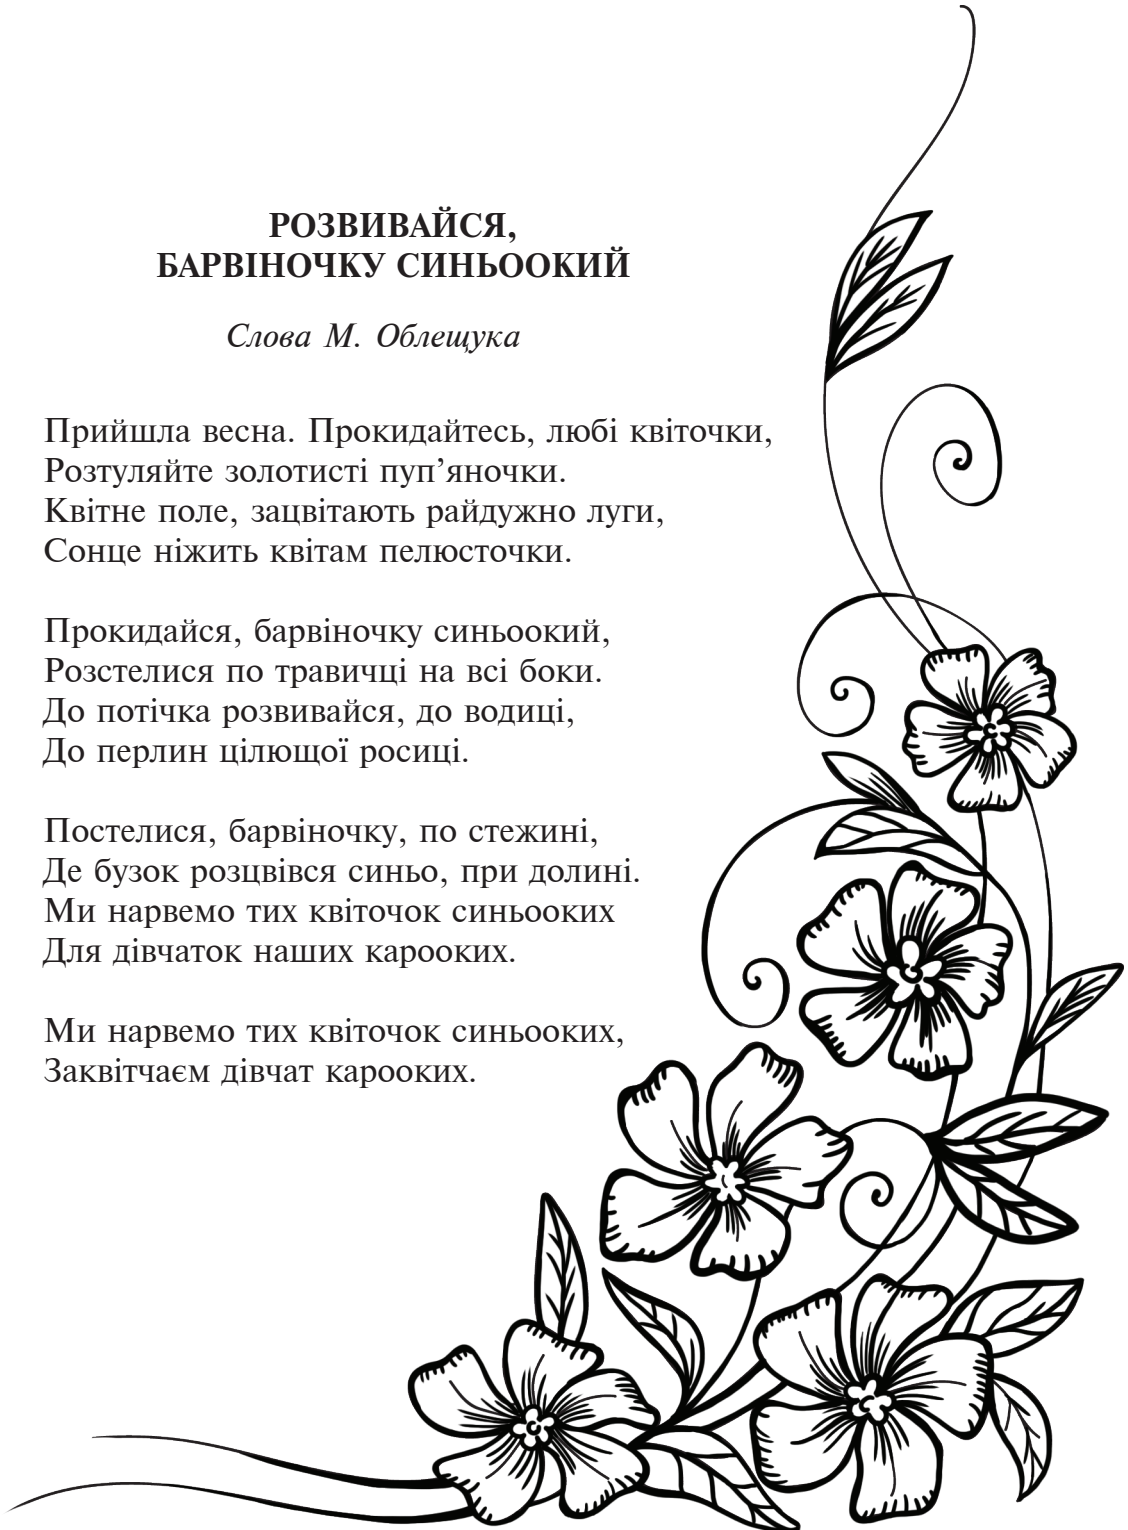 РОЗВИВАЙСЯ,
БАРВІНОЧКУ СИНЬООКИЙ
Слова М. Облещука
Прийшла весна. Прокидайтесь, любі квіточки,
Розтуляйте золотисті пуп’яночки.
Квітне поле, зацвітають райдужно луги,
Сонце ніжить квітам пелюсточки.
Прокидайся, барвіночку синьоокий,
Розстелися по травичці на всі боки.
До потічка розвивайся, до водиці,
До перлин цілющої росиці.
Постелися, барвіночку, по стежині,
Де бузок розцвівся синьо, при долині.
Ми нарвемо тих квіточок синьооких
Для дівчаток наших карооких.
Ми нарвемо тих квіточок синьооких,
Заквітчаєм дівчат карооких.